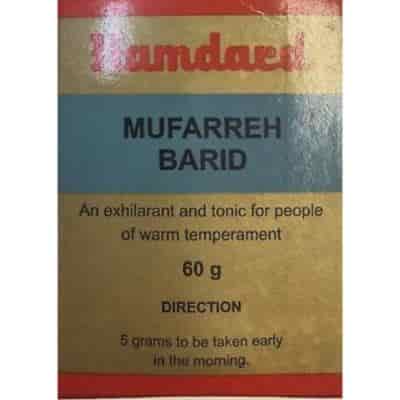 Hamdard
MUFARREH
BARID
An exhilarant and tonic for people
of warm temperament
60 g
DIRECTION
5 grams to be taken early
in the morning.